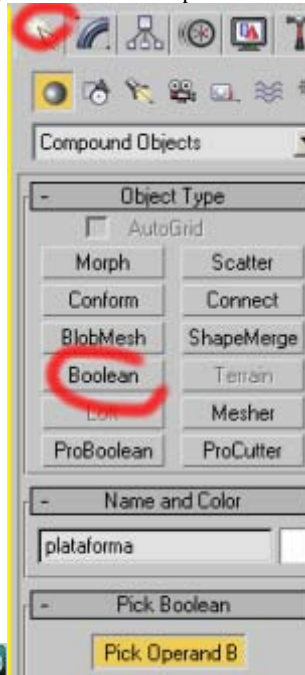 Compound Objects
- Object Type
AutoGrid
Morph Scatter
Conform Connect
BlobMesh ShapeMerge
Boolean Terrain
Loft Mesher
ProBoolean ProCutter
- Name and Color
plataforma
- Pick Boolean
Pick Operand B